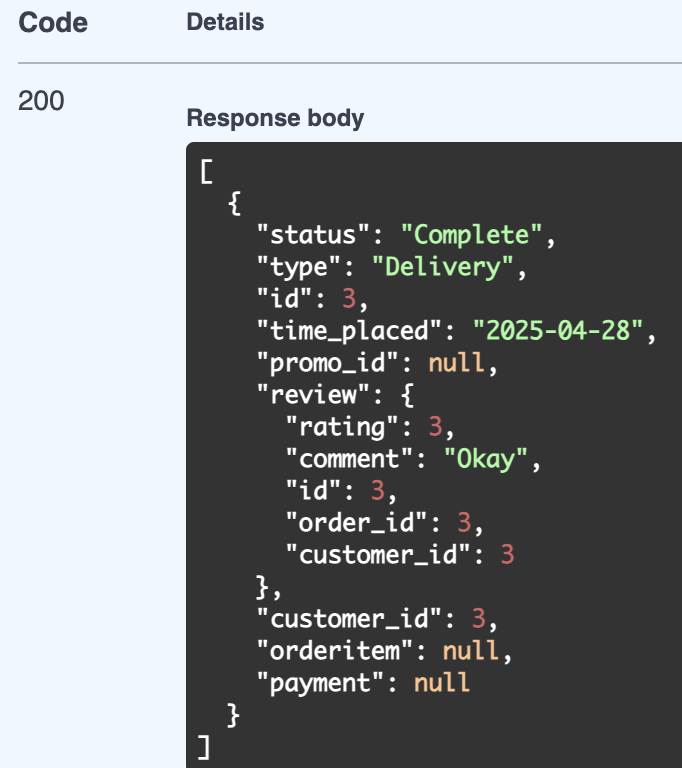 Code Details
200
Response body
[
  {
    "status": "Complete",
    "type": "Delivery",
    "id": 3,
    "time_placed": "2025-04-28",
    "promo_id": null,
    "review": {
      "rating": 3,
      "comment": "Okay",
      "id": 3,
      "order_id": 3,
      "customer_id": 3
    },
    "customer_id": 3,
    "orderitem": null,
    "payment": null
  }
]